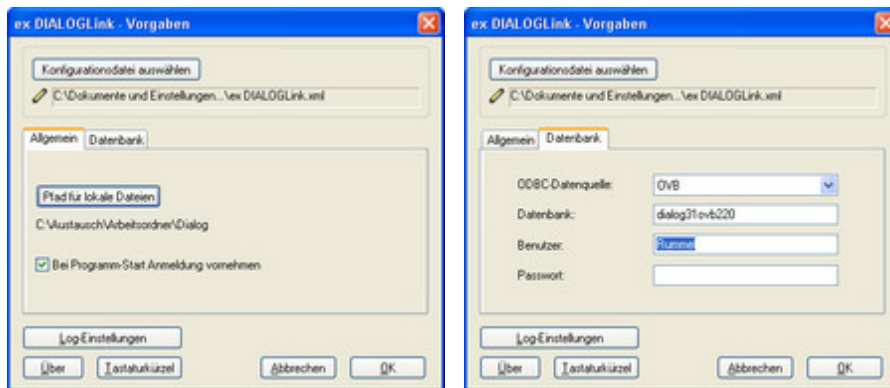 ex DIALOGLink - Vorgaben
Konfigurationsdatei auswählen
C:\Dokumente und Einstellungen...\ex DIALOGLink.xml
Allgemein Datenbank
Pfad für lokale Dateien
C:\Austausch\Arbeitsordner\Dialog
Bei Programm-Start Anmeldung vornehmen
Log-Einstellungen
Über Tastaturkürzel Abbrechen OK
ex DIALOGLink - Vorgaben
Konfigurationsdatei auswählen
C:\Dokumente und Einstellungen...\ex DIALOGLink.xml
Allgemein Datenbank
ODBC-Datenquelle: OVB
Datenbank: dialog31ovb220
Benutzer: Rummel
Passwort:
Log-Einstellungen
Über Tastaturkürzel Abbrechen OK